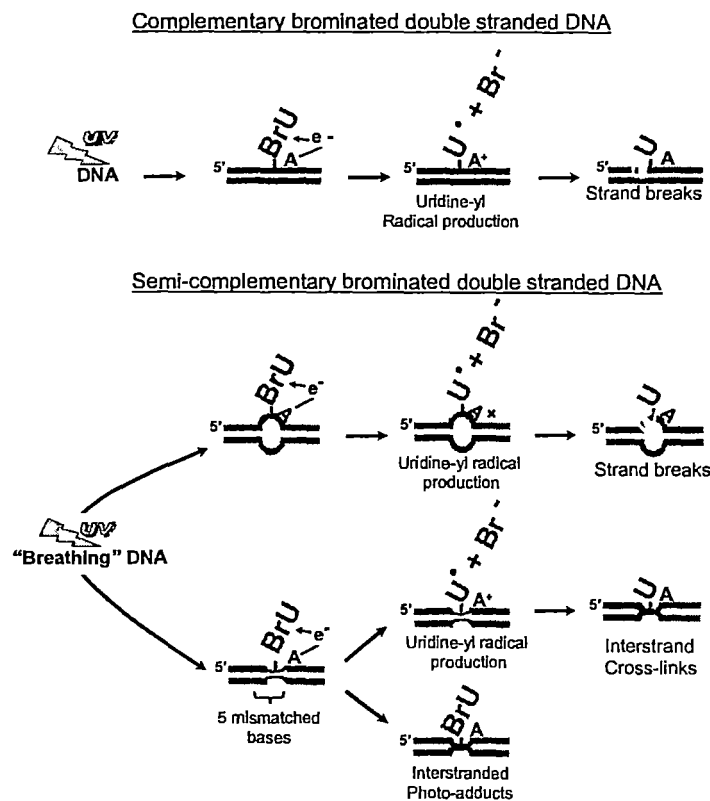 Complementary brominated double stranded DNA
U• + Br -
BrU
e -
UV
DNA
5'
A
5'
A+
Uridine-yl
Radical production
5'
U
A
Strand breaks
Semi-complementary brominated double stranded DNA
BrU
e-
A
5'
U• + Br -
A
5'
Uridine-yl radical
production
U
A
5'
Strand breaks
UV
"Breathing" DNA
BrU
e-
A
5'
5 mismatched
bases
U• + Br -
A+
5'
Uridine-yl radical
production
U A
5'
Interstrand
Cross-links
BrU
A
5'
Interstranded
Photo-adducts